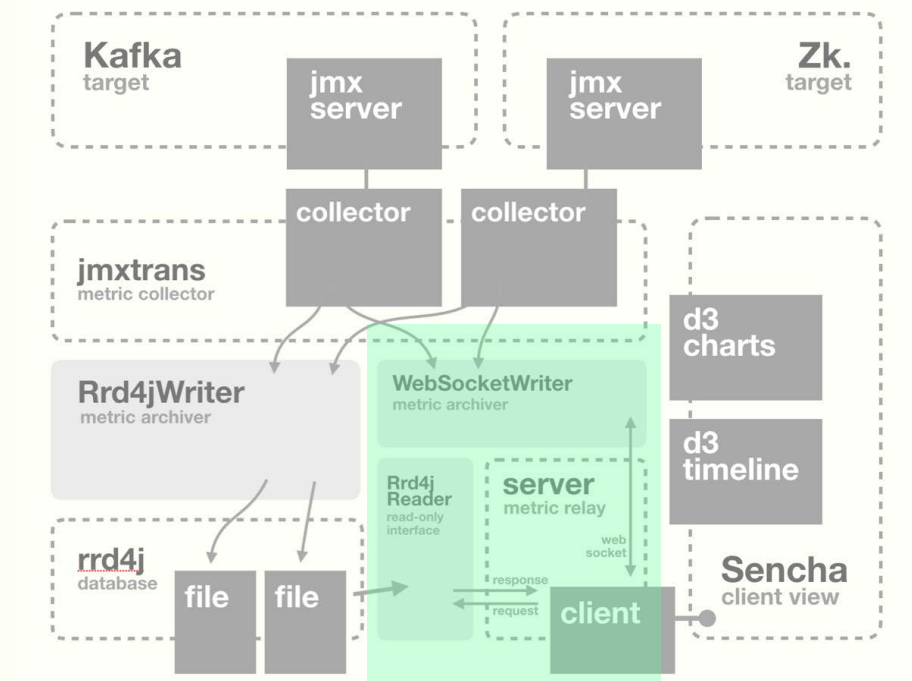 Kafka
target
jmx
server
jmx
server
Zk.
target
collector
collector
jmxtrans
metric collector
d3
charts
Rrd4jWriter
metric archiver
WebSocketWriter
metric archiver
d3
timeline
Rrd4j
Reader
read-only
interface
server
metric relay
web
socket
rrd4j
database
file
file
response
request
client
Sencha
client view